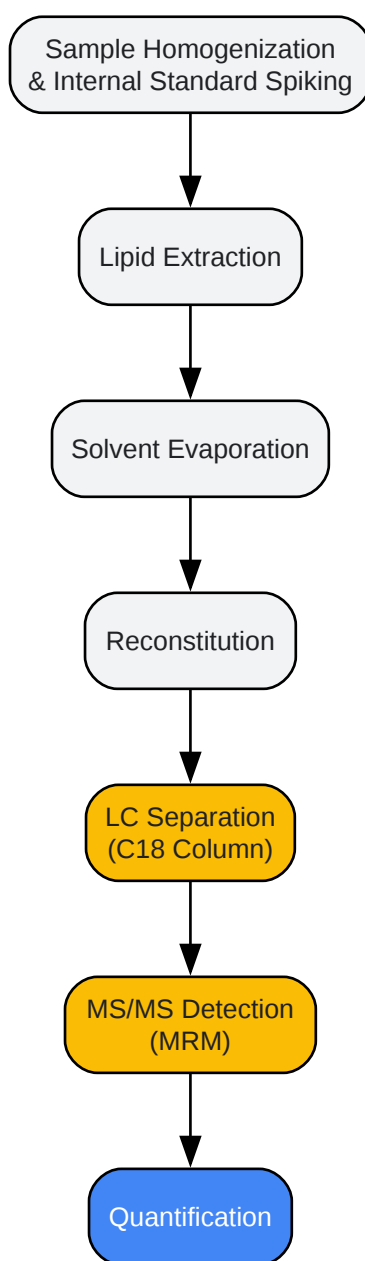 Sample Homogenization
& Internal Standard Spiking
Lipid Extraction
Solvent Evaporation
Reconstitution
LC Separation
(C18 Column)
MS/MS Detection
(MRM)
Quantification